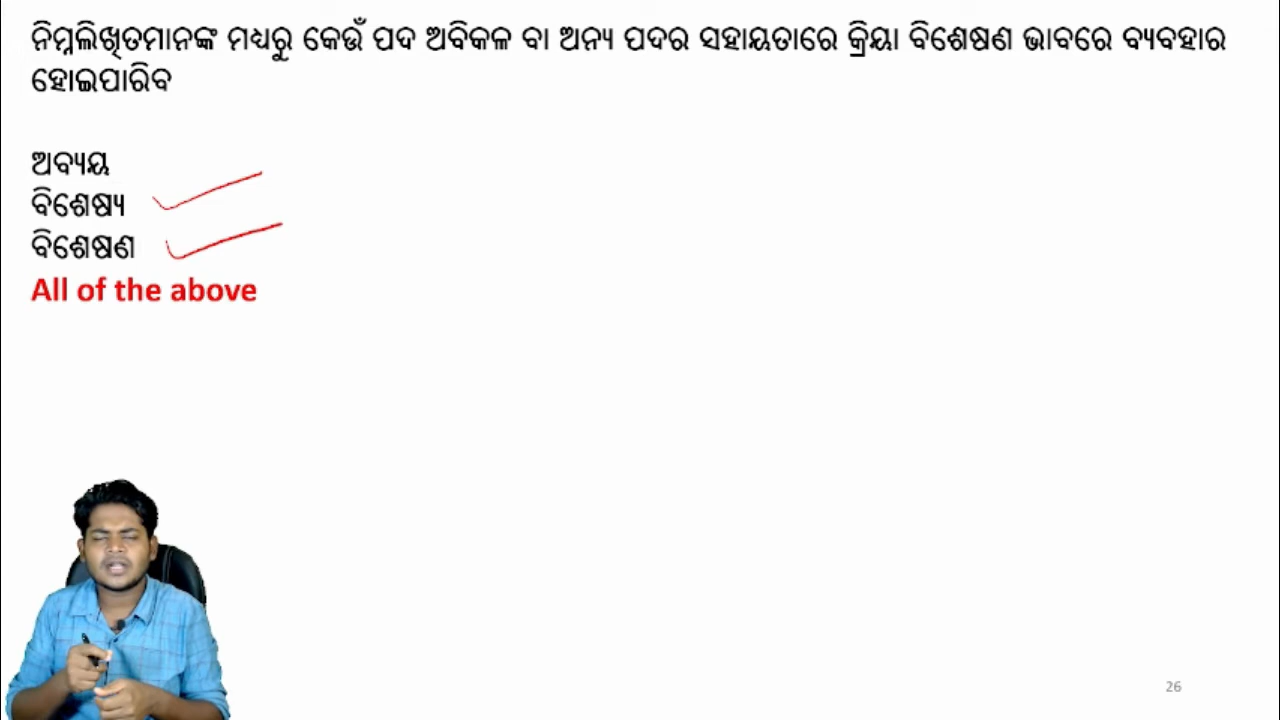 ନିମ୍ନଲିଖିତମାନଙ୍କ ମଧ୍ୟରୁ କେଉଁ ପଦ ଅବିକଳ ବା ଅନ୍ୟ ପଦର ସହାୟତାରେ କ୍ରିୟା ବିଶେଷଣ ଭାବରେ ବ୍ୟବହାର
ହୋଇପାରିବ
ଅବ୍ୟୟ
ବିଶେଷ୍ୟ
ବିଶେଷଣ
All of the above
26